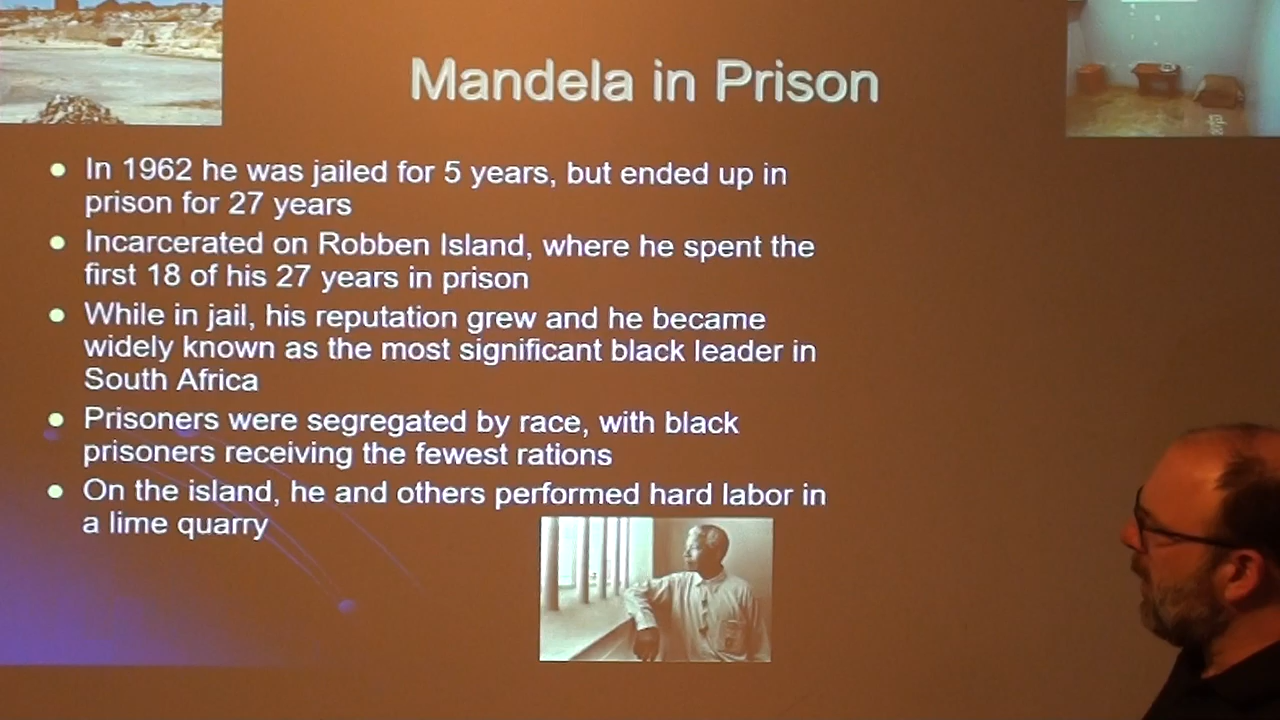 Mandela in Prison
In 1962 he was jailed for 5 years, but ended up in
prison for 27 years
Incarcerated on Robben Island, where he spent the
first 18 of his 27 years in prison
While in jail, his reputation grew and he became
widely known as the most significant black leader in
South Africa
Prisoners were segregated by race, with black
prisoners receiving the fewest rations
On the island, he and others performed hard labor in
a lime quarry